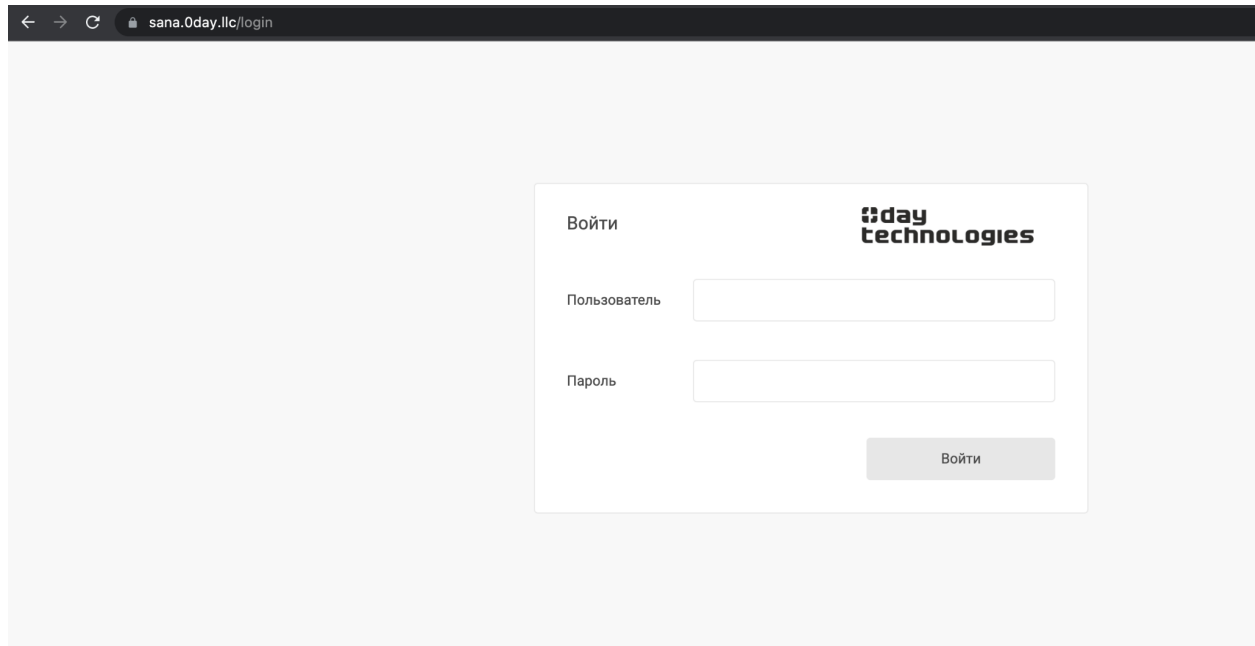 sana.0day.llc/login
Войти
0day
technologies
Пользователь
Пароль
Войти